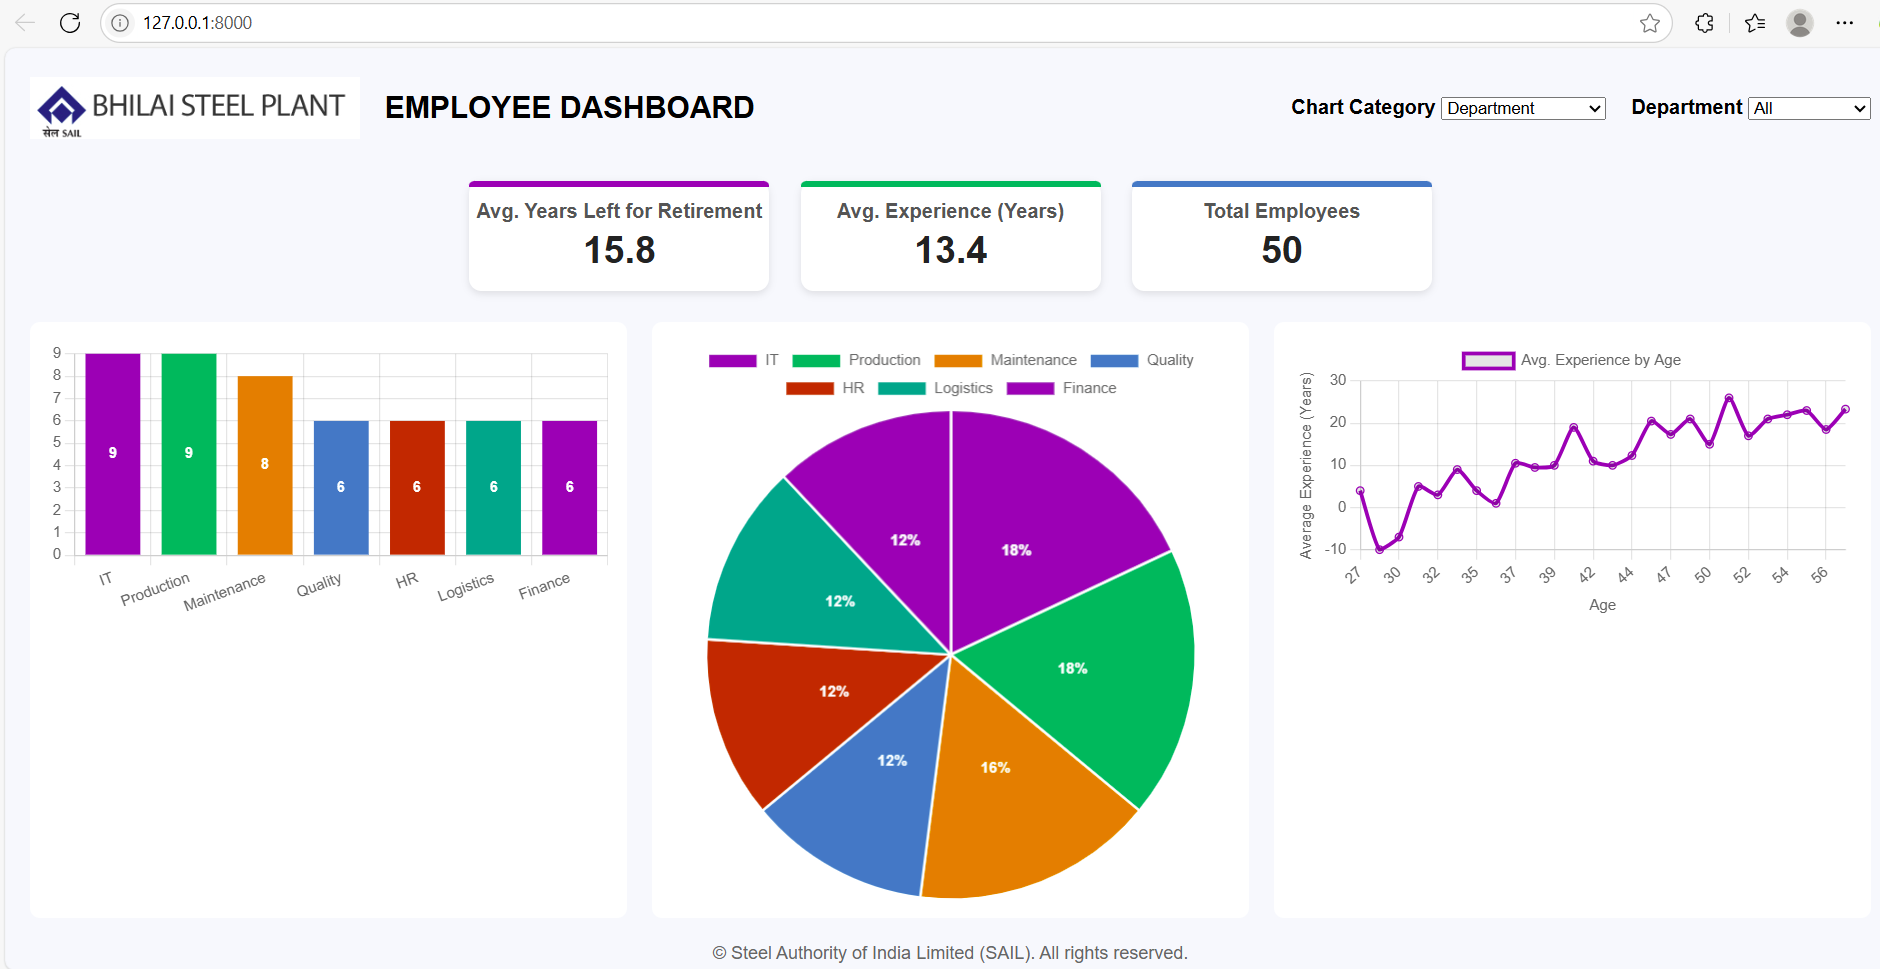 127.0.0.1:8000
BHILAI STEEL PLANT
सेल SAIL
EMPLOYEE DASHBOARD
Chart Category Department
Department All
Avg. Years Left for Retirement
15.8
Avg. Experience (Years)
13.4
Total Employees
50
9
8
7
6
5
4
3
2
1
0
9
9
8
6
6
6
6
IT
Production
Maintenance
Quality
HR
Logistics
Finance
IT Production Maintenance Quality
HR Logistics Finance
12%
18%
12%
18%
12%
12%
16%
Avg. Experience by Age
Average Experience (Years)
30
20
10
0
-10
27
30
32
35
37
39
42
44
47
50
52
54
56
Age
© Steel Authority of India Limited (SAIL). All rights reserved.